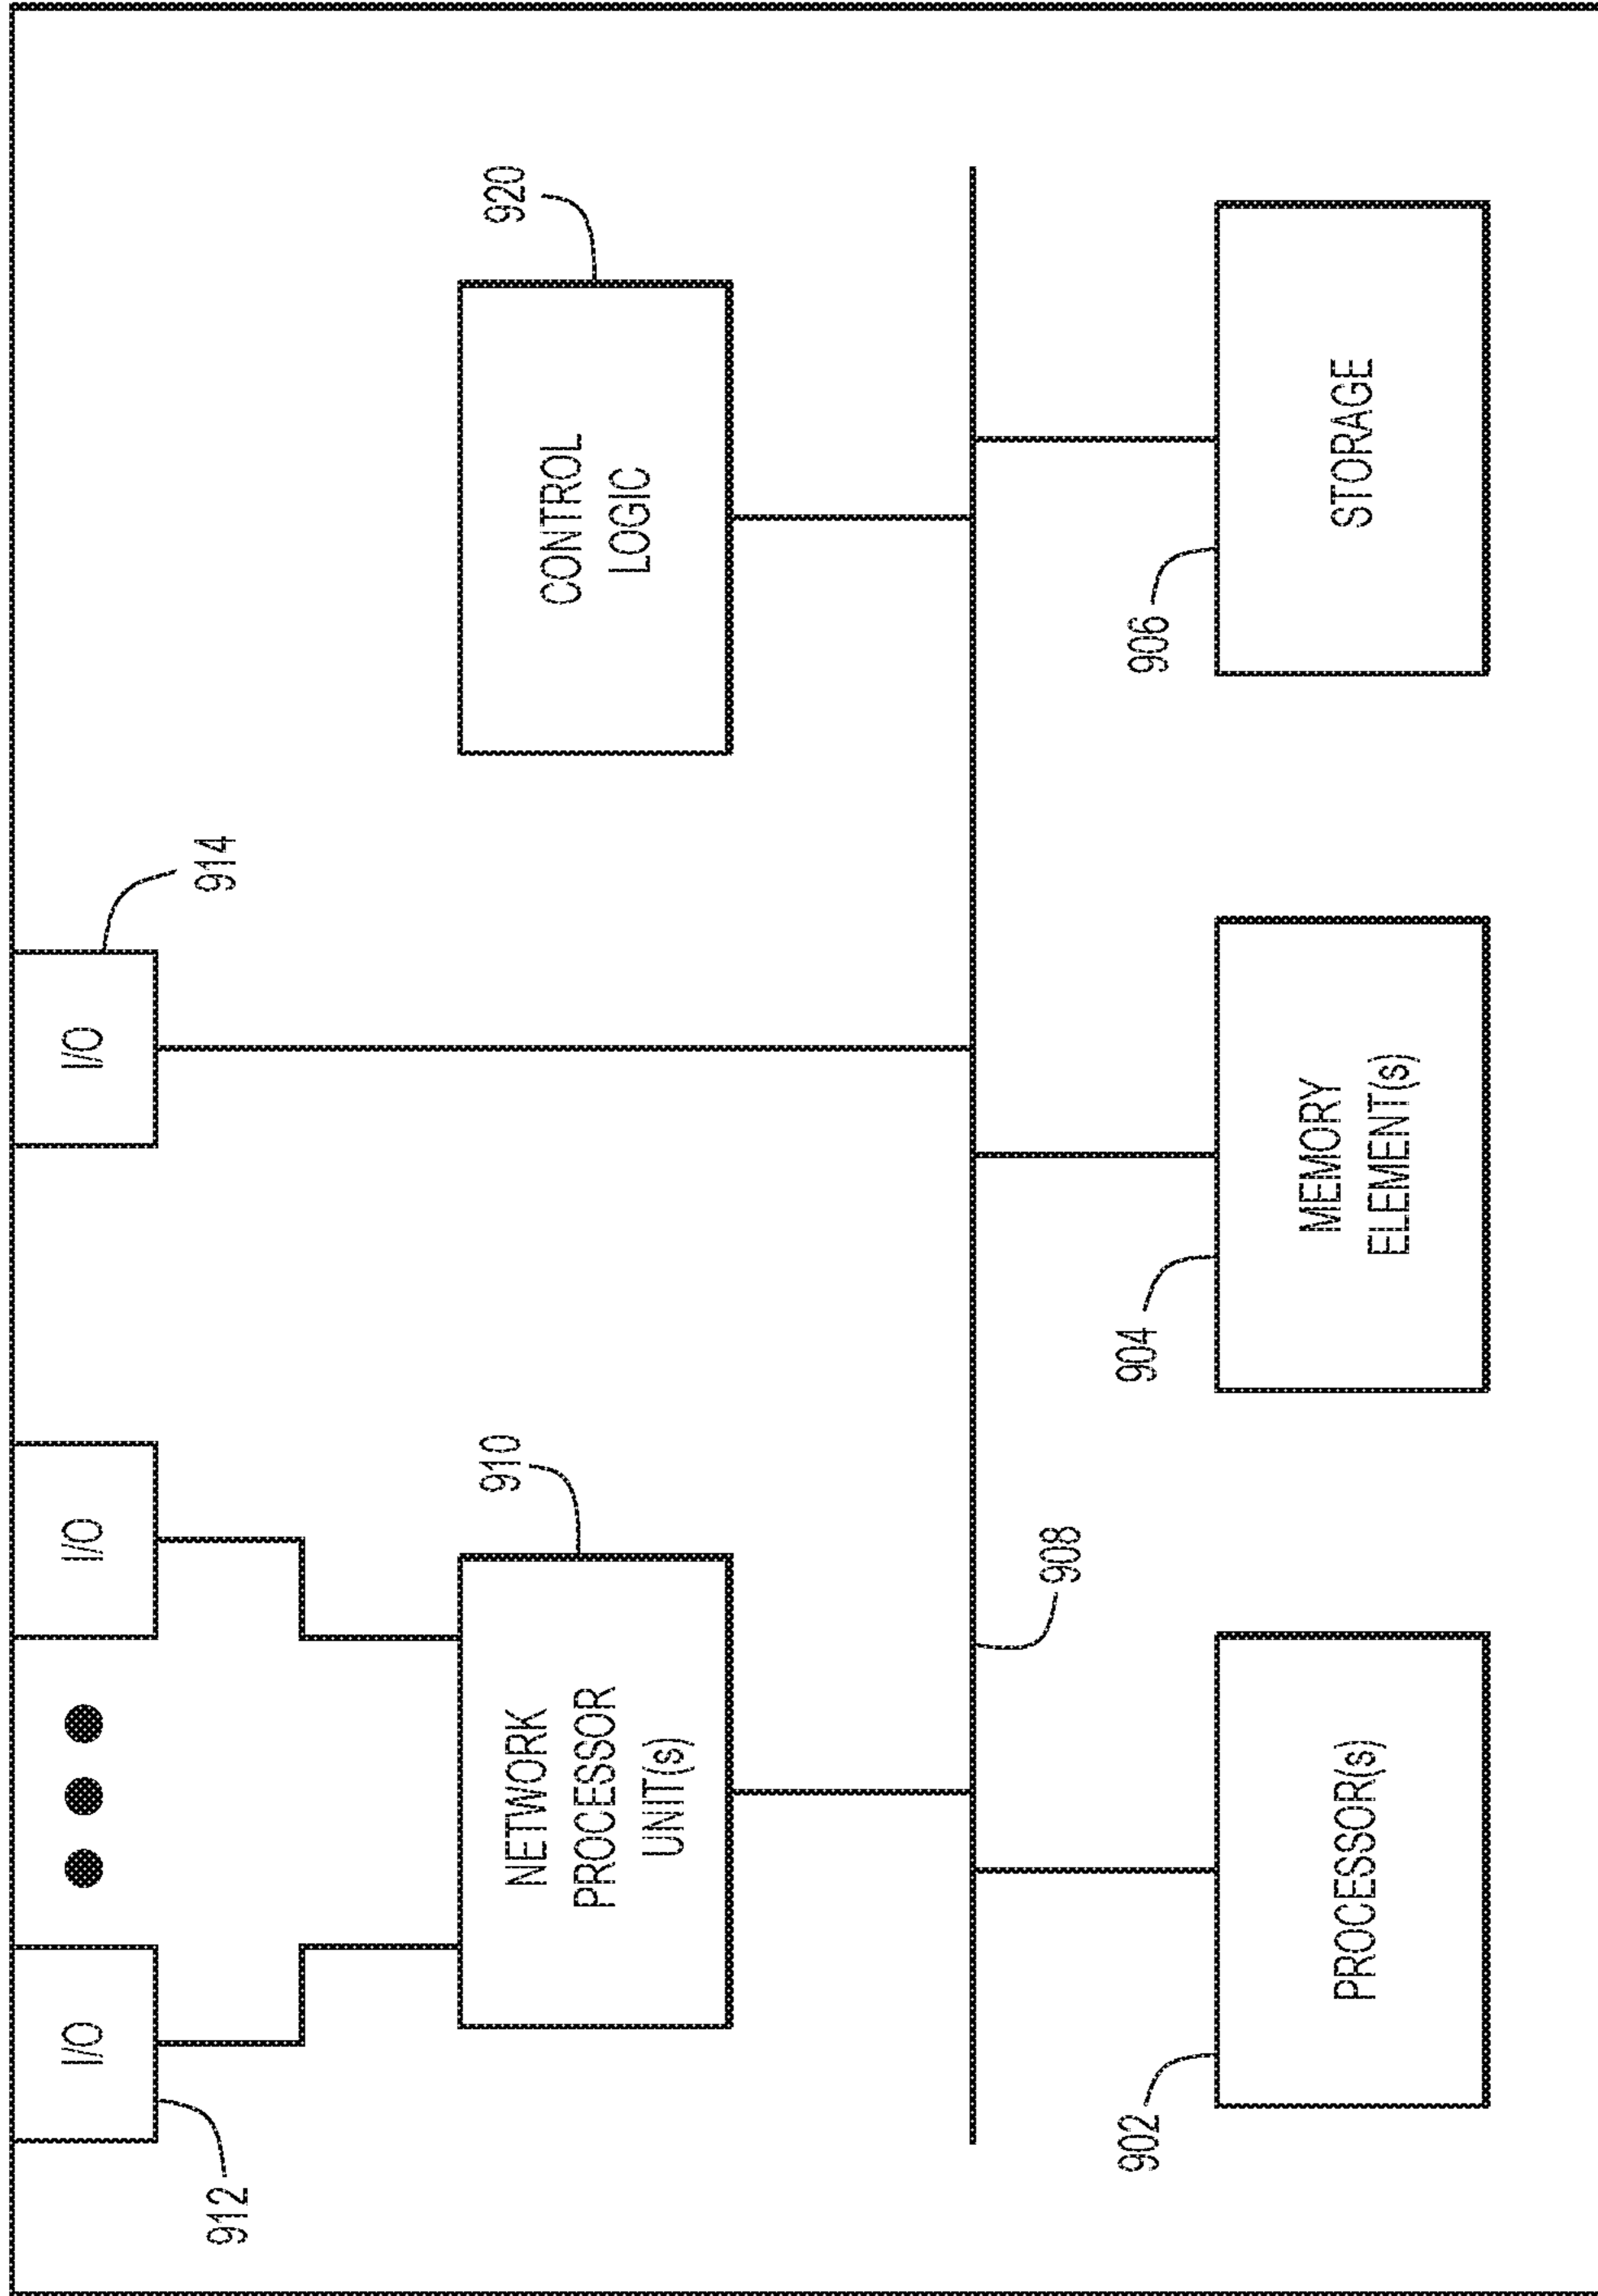 I/O
I/O
I/O
912
914
910
920
NETWORK
PROCESSOR
UNIT(s)
CONTROL
LOGIC
908
902
904
906
PROCESSOR(s)
MEMORY
ELEMENT(s)
STORAGE